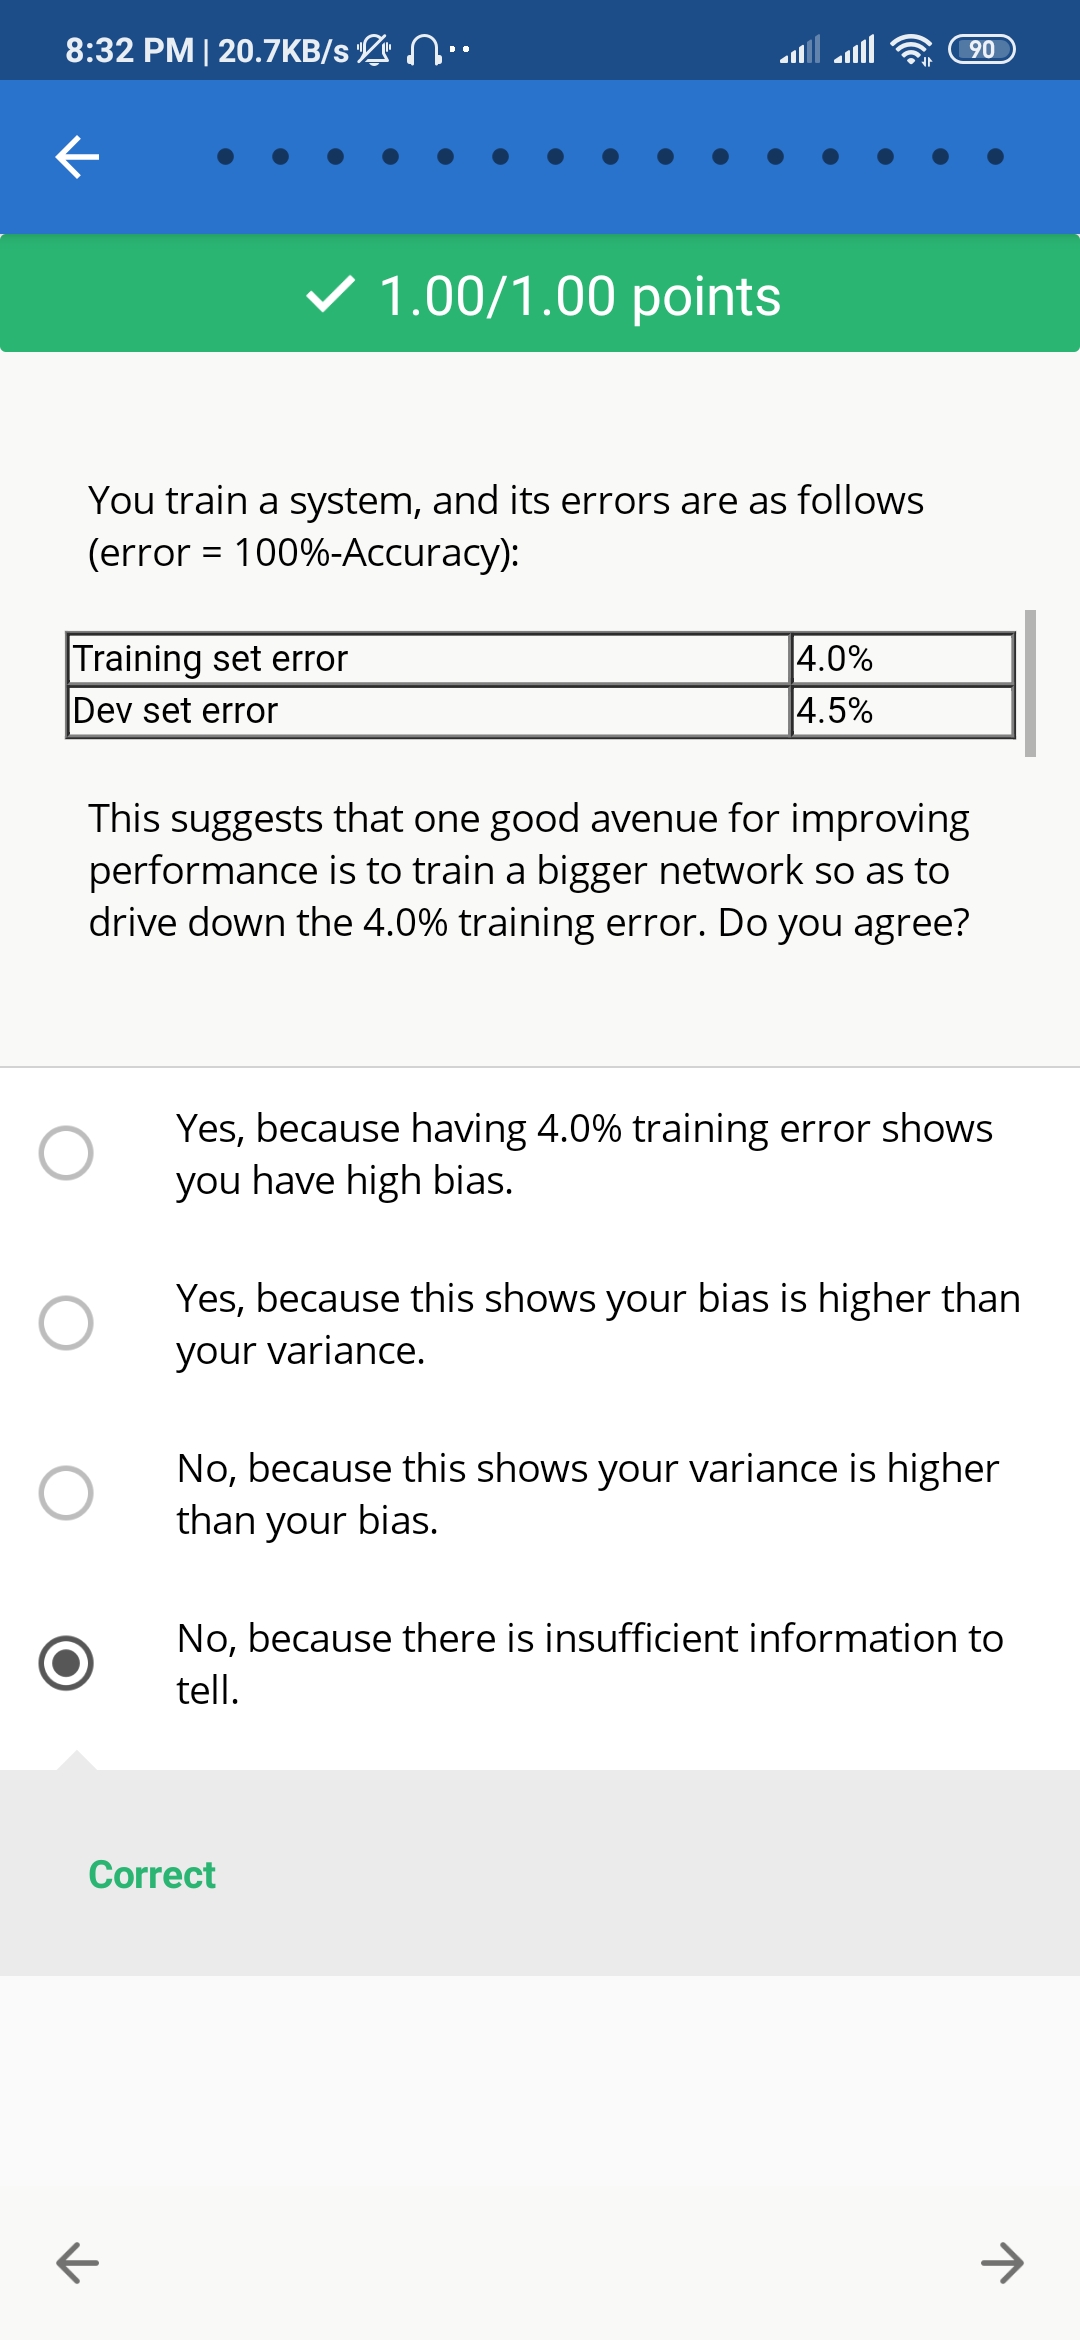 8:32 PM | 20.7KB/s
90
1.00/1.00 points
You train a system, and its errors are as follows
(error = 100%-Accuracy):
Training set error 4.0%
Dev set error 4.5%
This suggests that one good avenue for improving
performance is to train a bigger network so as to
drive down the 4.0% training error. Do you agree?
Yes, because having 4.0% training error shows
you have high bias.
Yes, because this shows your bias is higher than
your variance.
No, because this shows your variance is higher
than your bias.
No, because there is insufficient information to
tell.
Correct